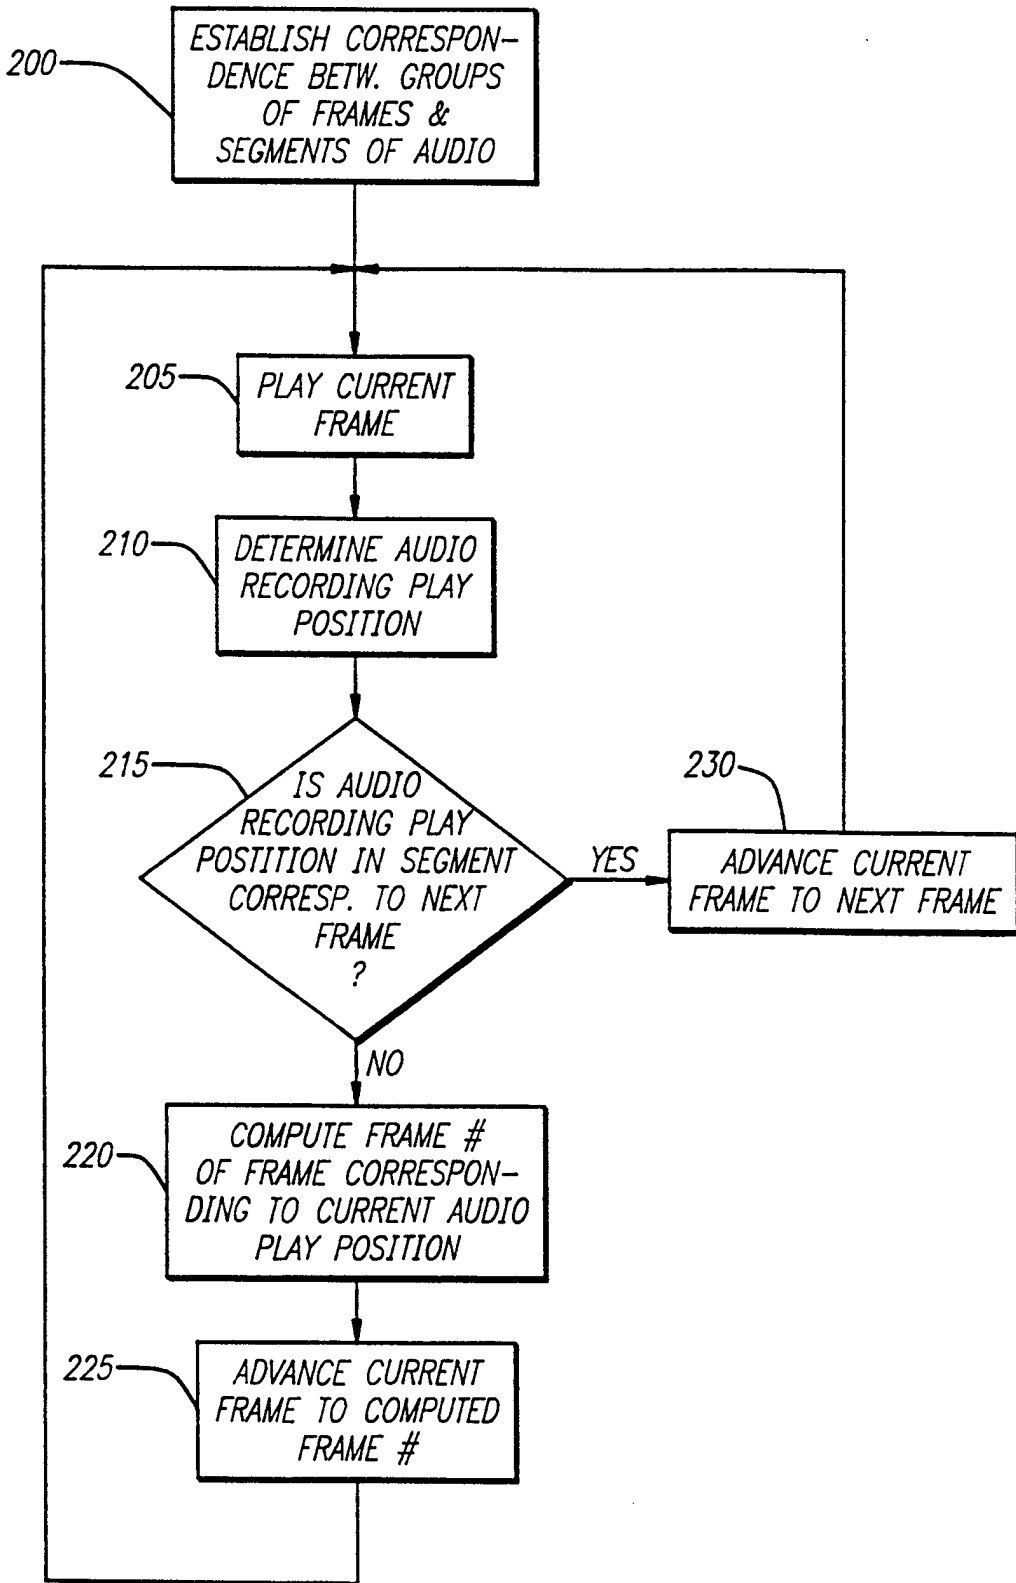 200
ESTABLISH CORRESPON-
DENCE BETW. GROUPS
OF FRAMES &
SEGMENTS OF AUDIO
205
PLAY CURRENT
FRAME
210
DETERMINE AUDIO
RECORDING PLAY
POSITION
215
IS AUDIO
RECORDING PLAY
POSTITION IN SEGMENT
CORRESP. TO NEXT
FRAME
?
YES
230
ADVANCE CURRENT
FRAME TO NEXT FRAME
NO
220
COMPUTE FRAME #
OF FRAME CORRESPON-
DING TO CURRENT AUDIO
PLAY POSITION
225
ADVANCE CURRENT
FRAME TO COMPUTED
FRAME #